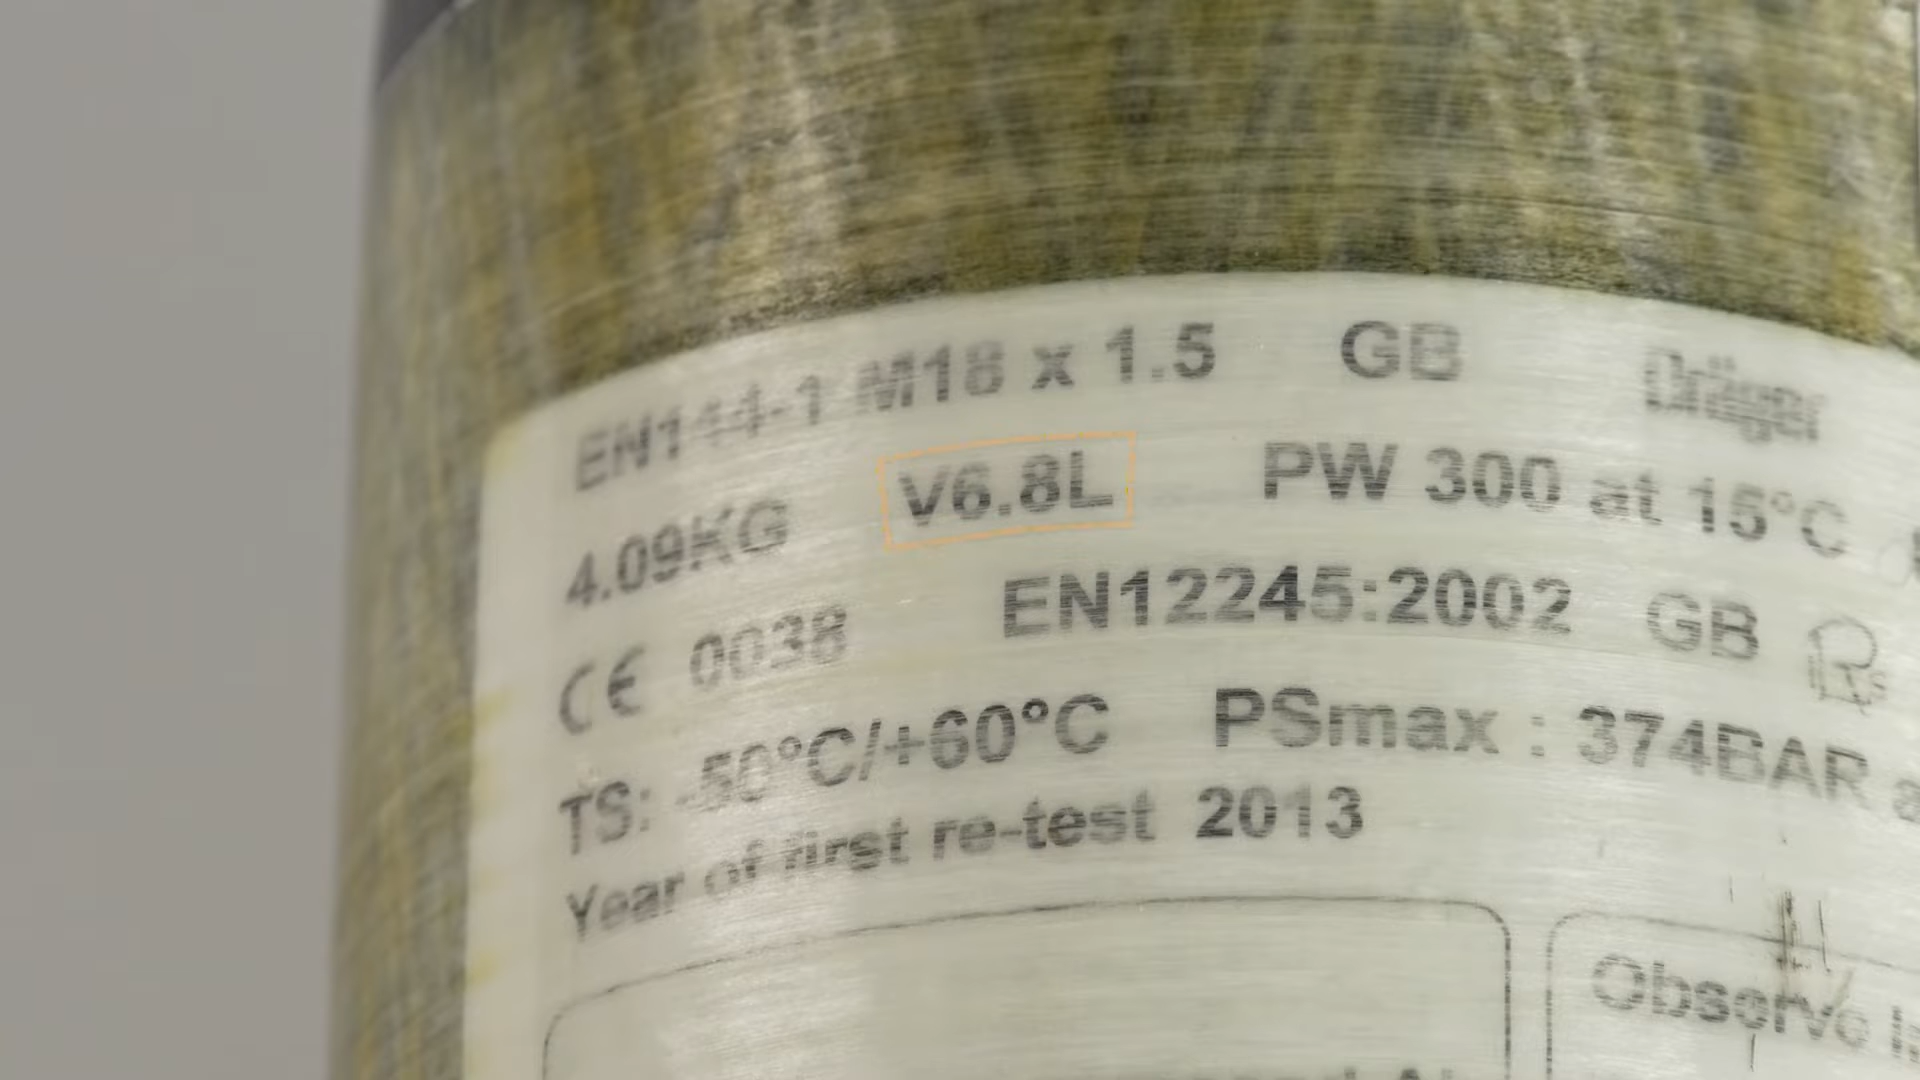 EN144-1 M18 x 1.5 GB Dräger
4.09KG V6.8L PW 300 at 15°C
CE 0038 EN12245:2002 GB
TS: -50°C/+60°C PSmax : 374BAR
Year of first re-test 2013
Observe